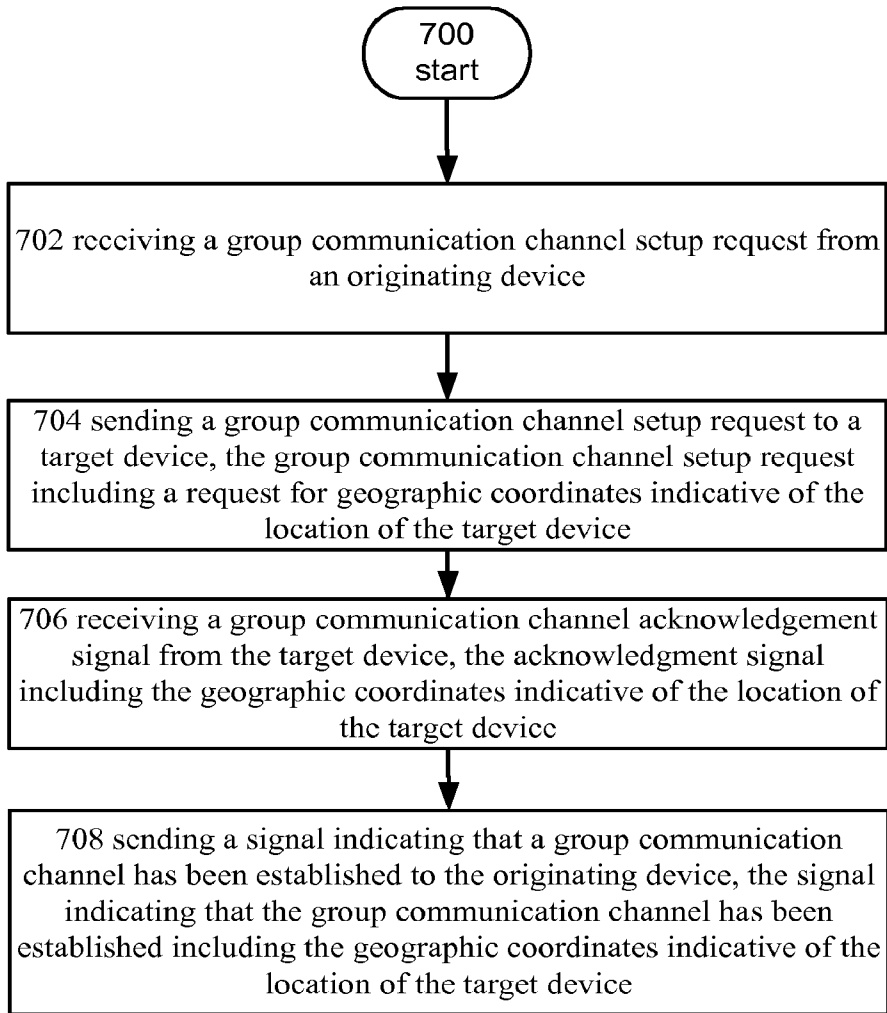 700
start
702 receiving a group communication channel setup request from
an originating device
704 sending a group communication channel setup request to a
target device, the group communication channel setup request
including a request for geographic coordinates indicative of the
location of the target device
706 receiving a group communication channel acknowledgement
signal from the target device, the acknowledgment signal
including the geographic coordinates indicative of the location of
the target device
708 sending a signal indicating that a group communication
channel has been established to the originating device, the signal
indicating that the group communication channel has been
established including the geographic coordinates indicative of the
location of the target device